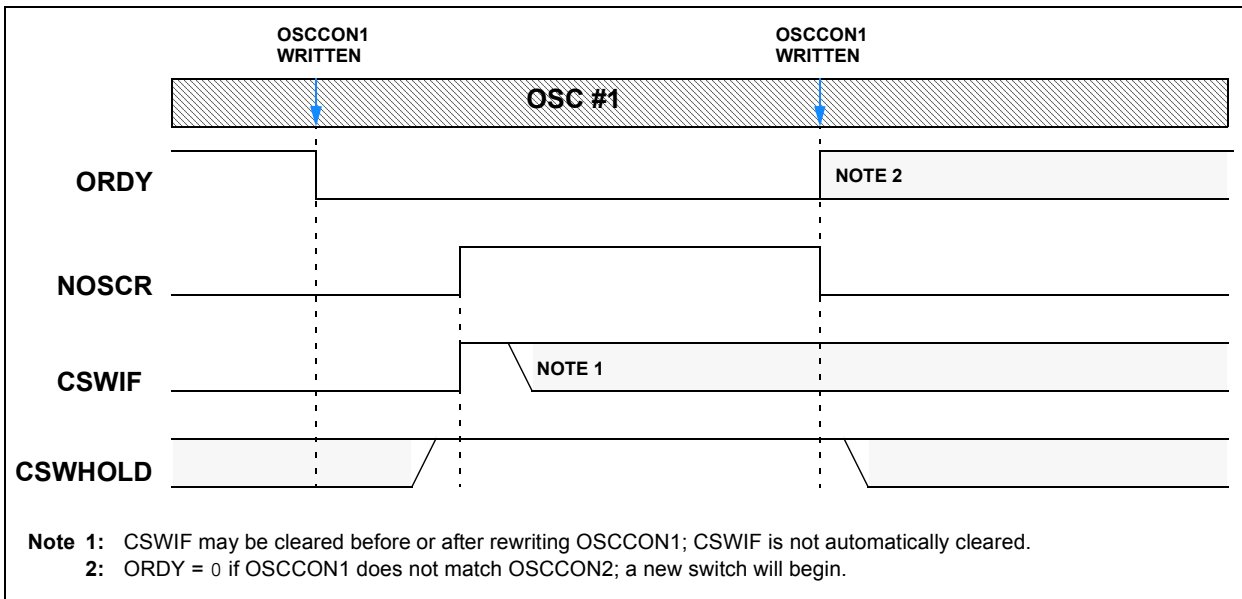 OSCCON1 OSCCON1
WRITTEN WRITTEN
OSC #1
ORDY
NOTE 2
NOSCR
CSWIF
NOTE 1
CSWHOLD
Note 1: CSWIF may be cleared before or after rewriting OSCCON1; CSWIF is not automatically cleared.
2: ORDY = 0 if OSCCON1 does not match OSCCON2; a new switch will begin.